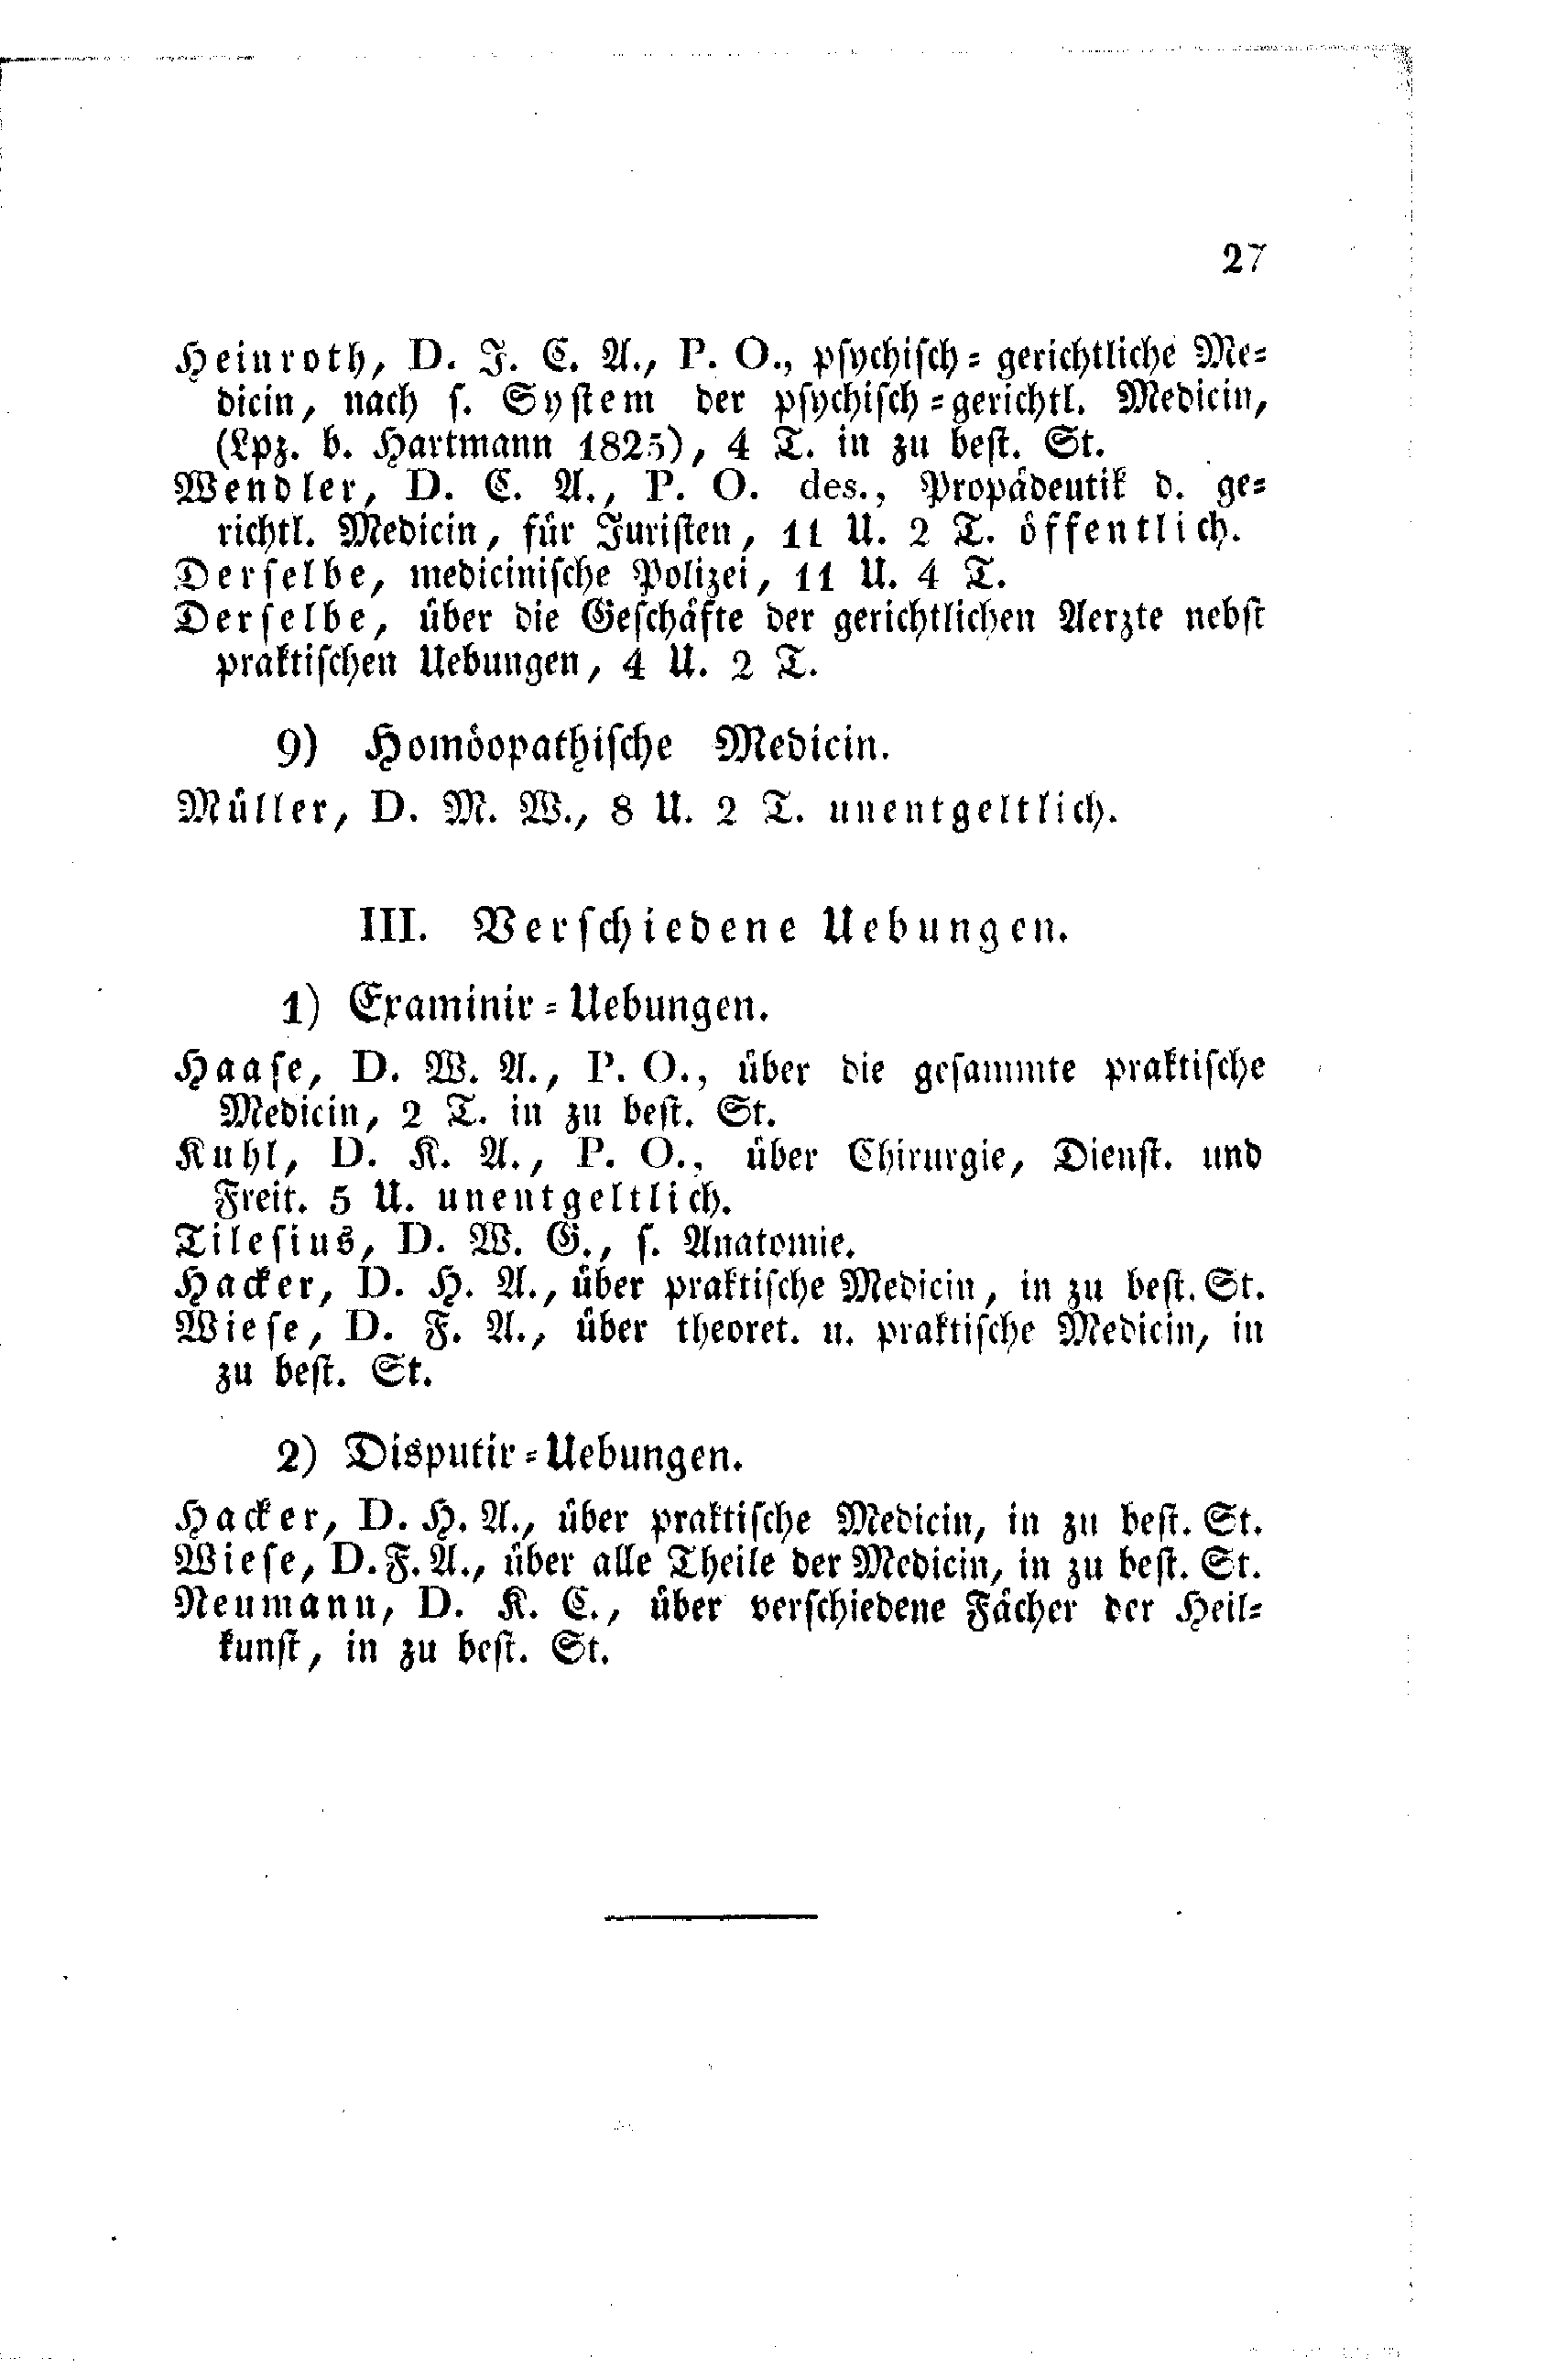 27
Heinroth, D. J. C. A., P. O., psychisch-gerichtliche Me-
dicin, nach s. System der psychisch-gerichtl. Medicin,
(Lpz. b. Hartmann 1825), 4 T. in zu best. St.
Wendler, D. C. A., P. O. des., Propädeutik d. ge-
richtl. Medicin, für Juristen, 11 U. 2 T. öffentlich.
Derselbe, medicinische Polizei, 11 U. 4 T.
Derselbe, über die Geschäfte der gerichtlichen Aerzte nebst
praktischen Uebungen, 4 U. 2 T.
9) Homöopathische Medicin.
Müller, D. M. W., 8 U. 2 T. unentgeltlich.
III. Verschiedene Uebungen.
1) Examinir-Uebungen.
Haase, D. W. A., P. O., über die gesammte praktische
Medicin, 2 T. in zu best. St.
Kuhl, D. K. A., P. O., über Chirurgie, Dienst. und
Freit. 5 U. unentgeltlich.
Tilesius, D. W. G., s. Anatomie.
Hacker, D. H. A., über praktische Medicin, in zu best. St.
Wiese, D. F. A., über theoret. u. praktische Medicin, in
zu best. St.
2) Disputir-Uebungen.
Hacker, D. H. A., über praktische Medicin, in zu best. St.
Wiese, D. F. A., über alle Theile der Medicin, in zu best. St.
Neumann, D. K. C., über verschiedene Fächer der Heil-
kunst, in zu best. St.